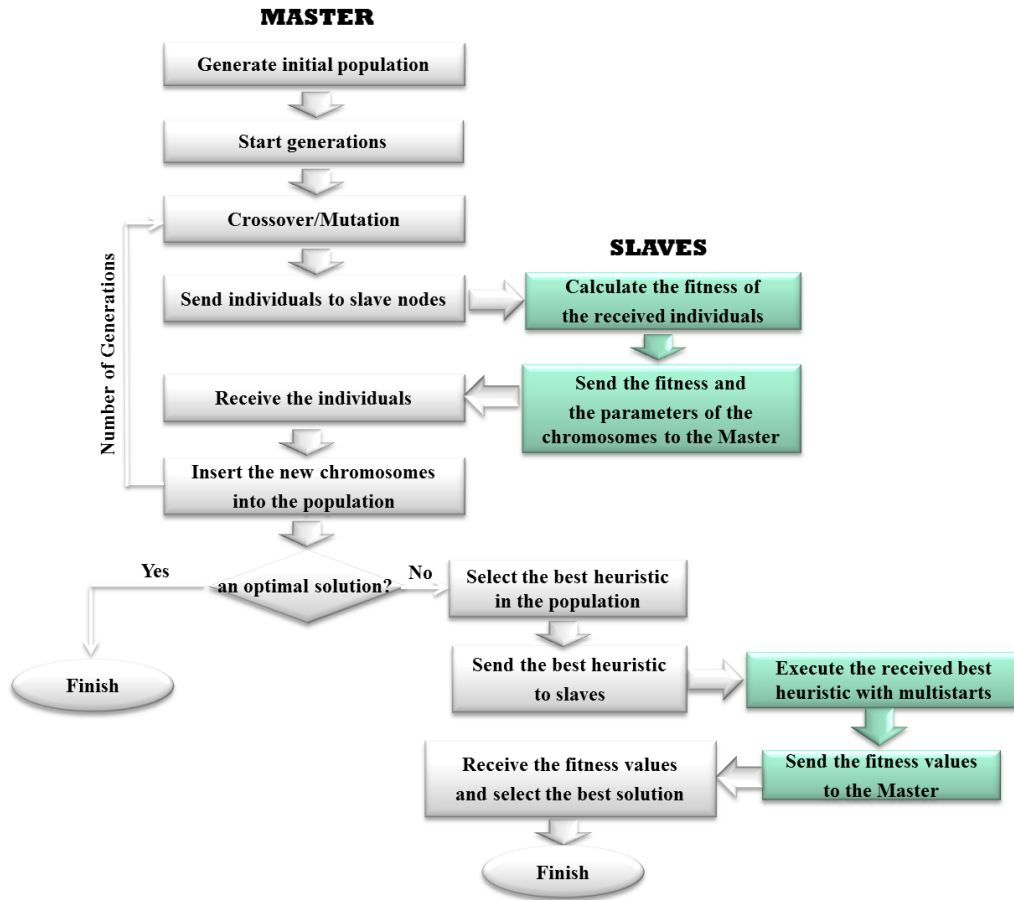 MASTER
Generate initial population
Start generations
Crossover/Mutation
Number of Generations
SLAVES
Send individuals to slave nodes
Calculate the fitness of
the received individuals
Send the fitness and
the parameters of the
chromosomes to the Master
Receive the individuals
Insert the new chromosomes
into the population
an optimal solution?
Yes
No
Finish
Select the best heuristic
in the population
Send the best heuristic
to slaves
Execute the received best
heuristic with multistarts
Send the fitness values
to the Master
Receive the fitness values
and select the best solution
Finish